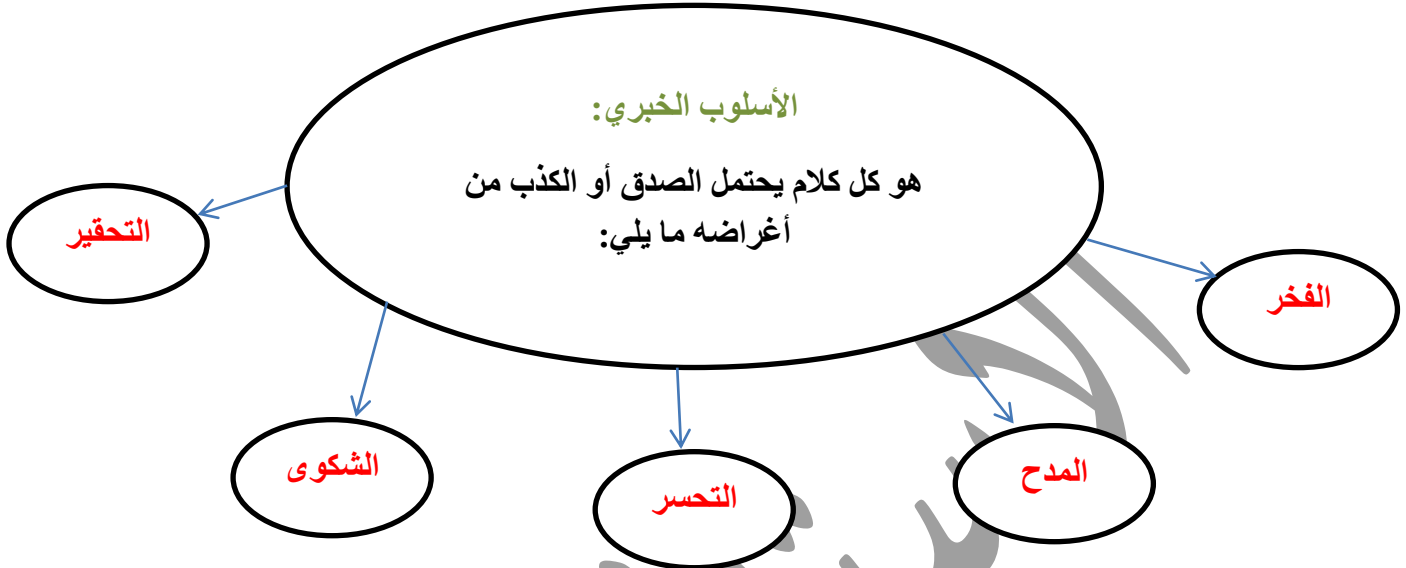 الأسلوب الخبري:
هو كل كلام يحتمل الصدق أو الكذب من
أغراضه ما يلي:
الفخر
المدح
التحسر
الشكوى
التحقير